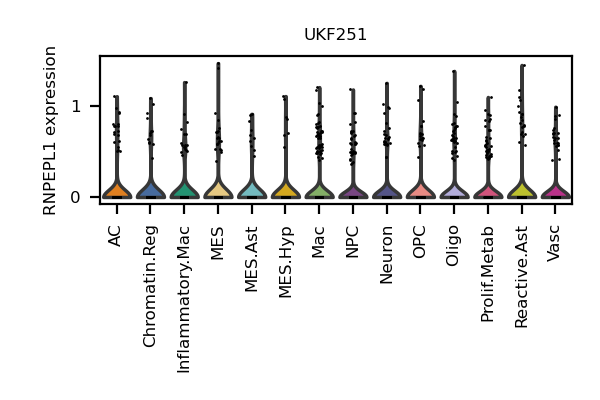 UKF251
RNPEPL1 expression
1
0
AC
Chromatin.Reg
Inflammatory.Mac
MES
MES.Ast
MES.Hyp
Mac
NPC
Neuron
OPC
Oligo
Prolif.Metab
Reactive.Ast
Vasc